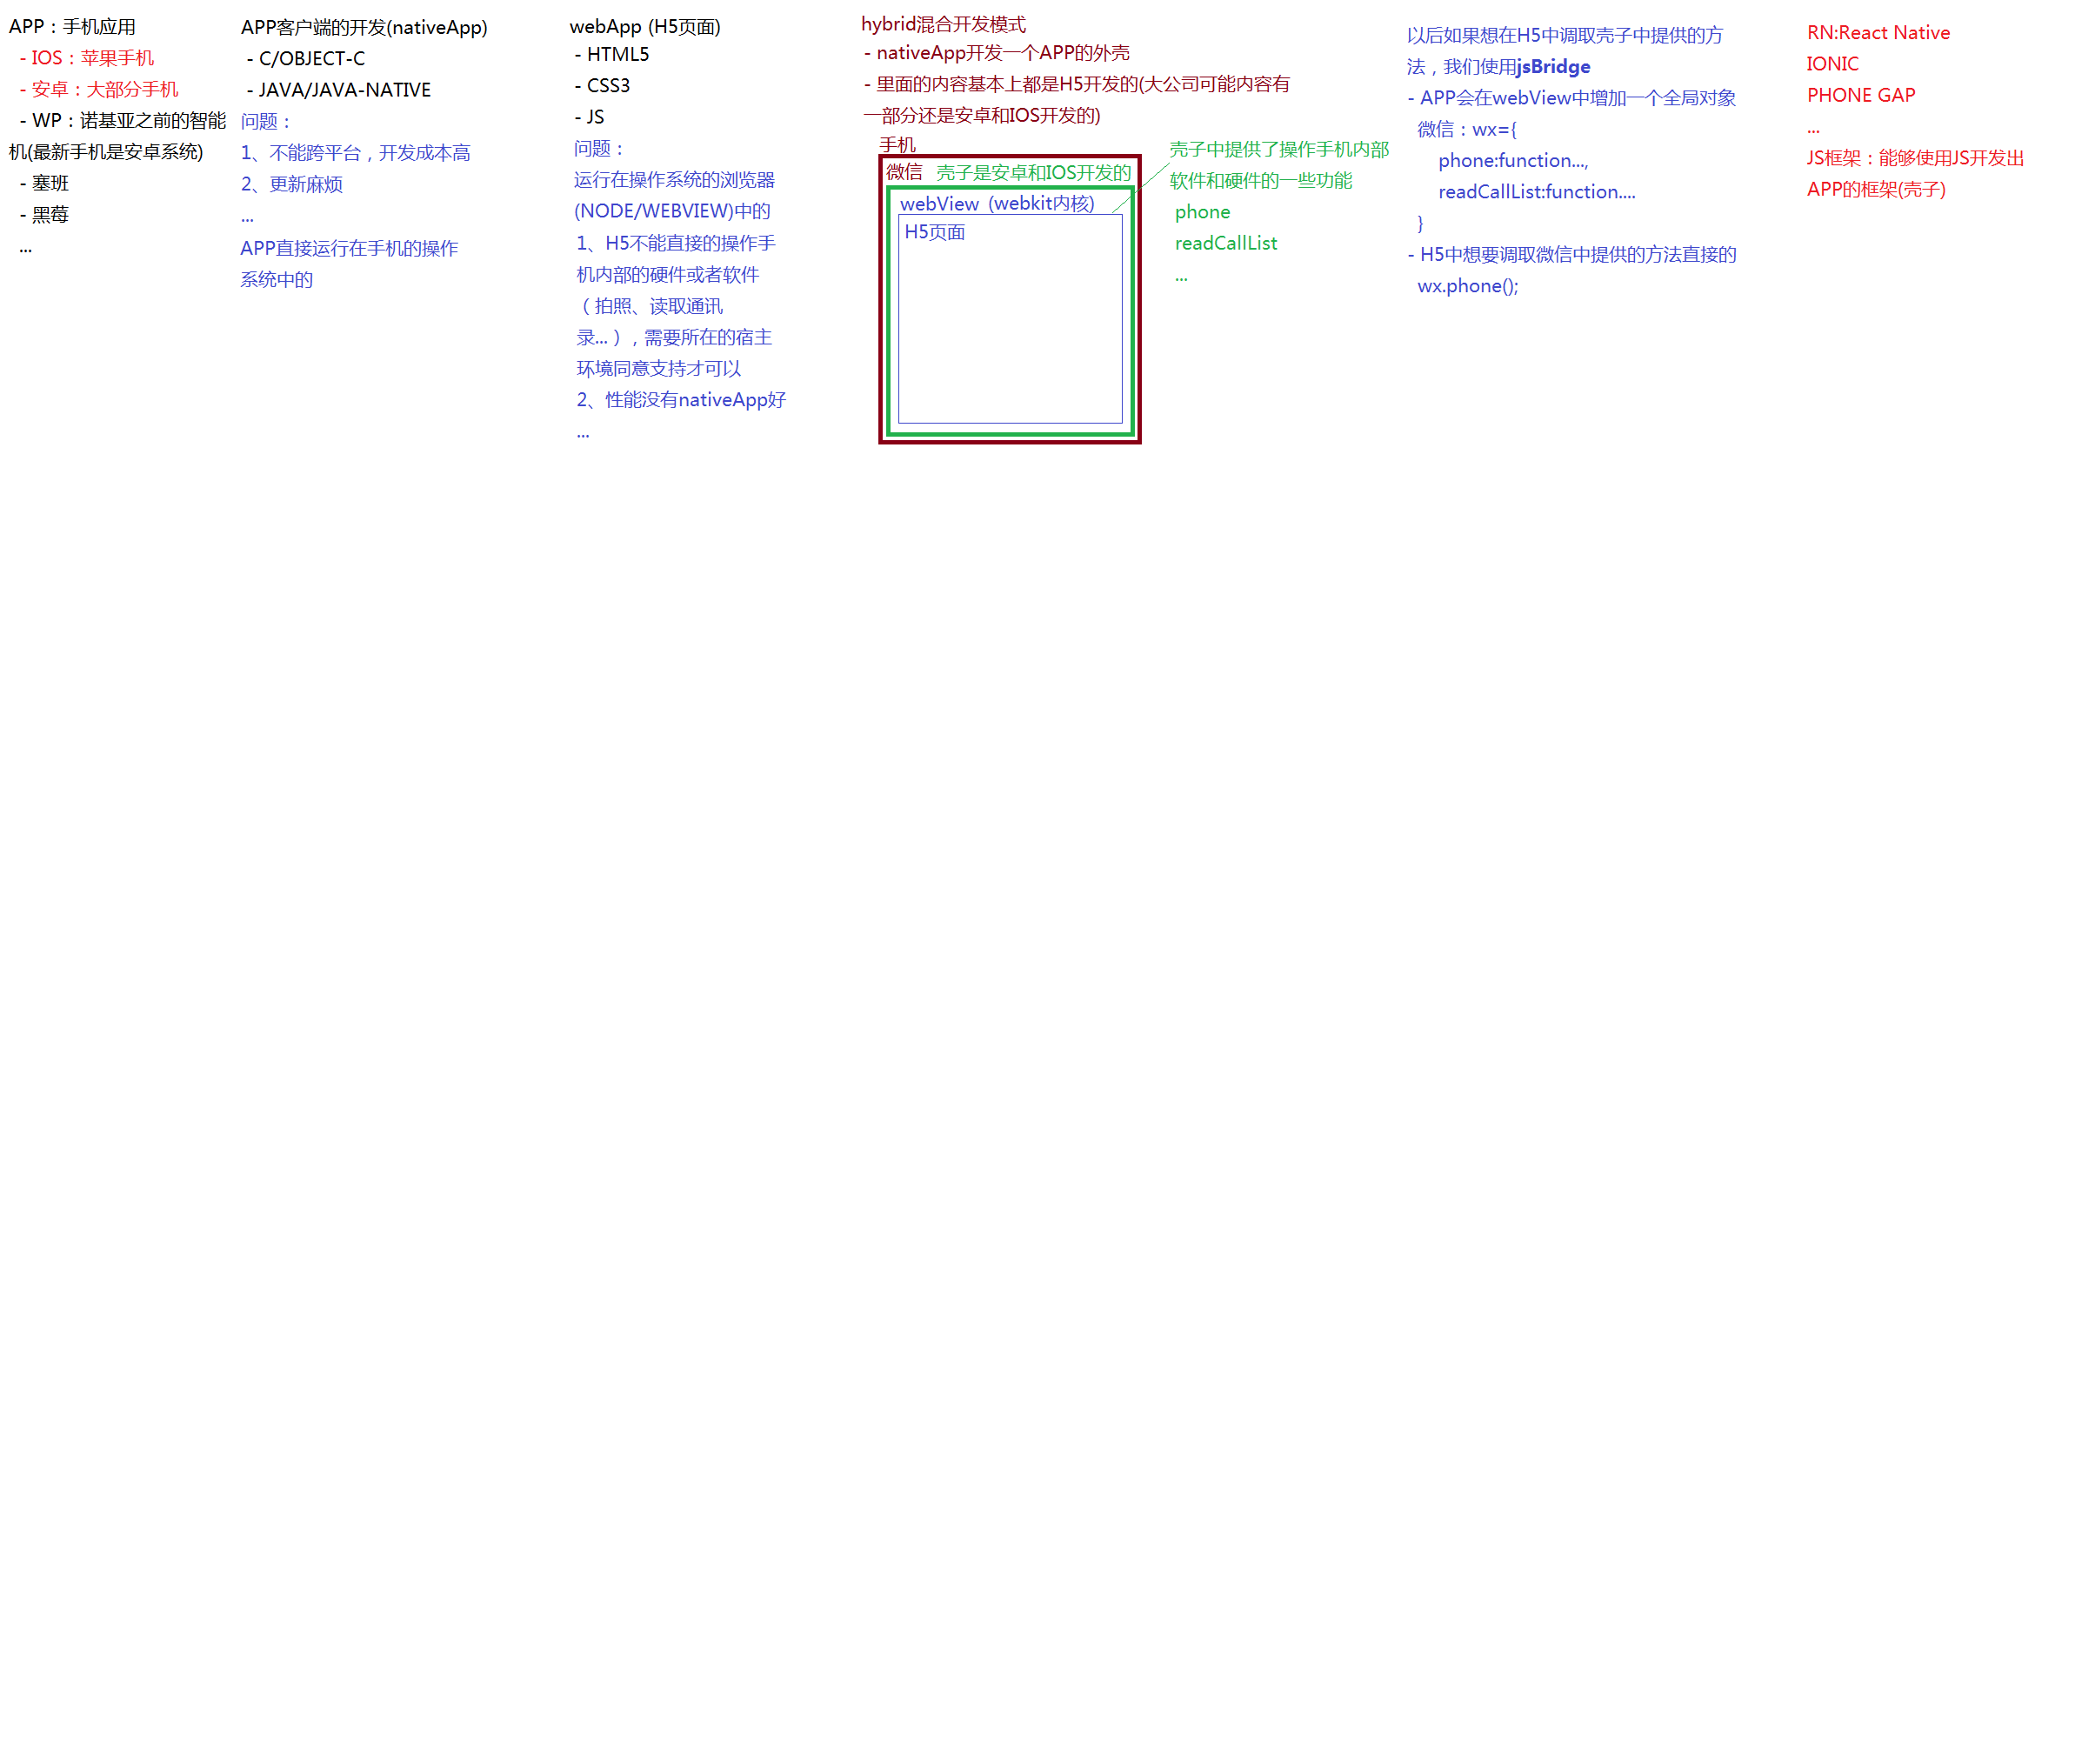 APP：手机应用
- IOS：苹果手机
- 安卓：大部分手机
- WP：诺基亚之前的智能
机(最新手机是安卓系统)
- 塞班
- 黑莓
...
APP客户端的开发(nativeApp)
- C/OBJECT-C
- JAVA/JAVA-NATIVE
问题：
1、不能跨平台，开发成本高
2、更新麻烦
...
APP直接运行在手机的操作
系统中的
webApp (H5页面)
- HTML5
- CSS3
- JS
问题：
运行在操作系统的浏览器
(NODE/WEBVIEW)中的
1、H5不能直接的操作手
机内部的硬件或者软件
（拍照、读取通讯
录...），需要所在的宿主
环境同意支持才可以
2、性能没有nativeApp好
...
hybrid混合开发模式
- nativeApp开发一个APP的外壳
- 里面的内容基本上都是H5开发的(大公司可能内容有
一部分还是安卓和IOS开发的)
手机
微信 壳子是安卓和IOS开发的
webView (webkit内核)
H5页面
壳子中提供了操作手机内部
软件和硬件的一些功能
phone
readCallList
...
以后如果想在H5中调取壳子中提供的方
法，我们使用jsBridge
- APP会在webView中增加一个全局对象
微信：wx={
phone:function...,
readCallList:function....
}
- H5中想要调取微信中提供的方法直接的
wx.phone();
RN:React Native
IONIC
PHONE GAP
...
JS框架：能够使用JS开发出
APP的框架(壳子)